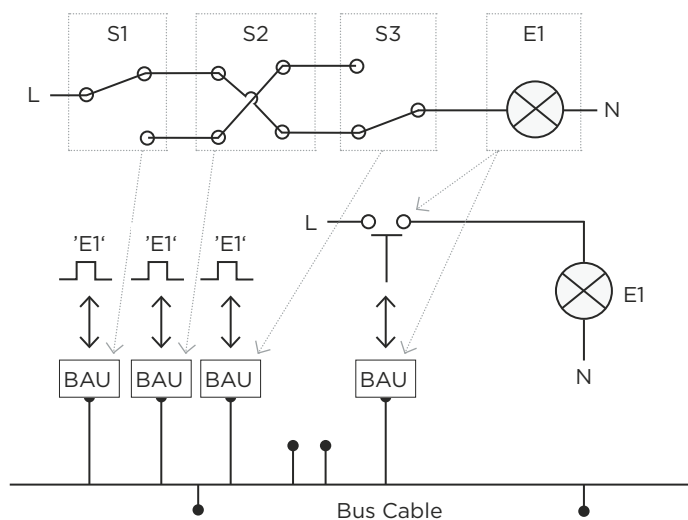 S1 S2 S3 E1
L N
L
'E1‘ 'E1‘ 'E1‘
E1
N
BAU BAU BAU BAU
Bus Cable